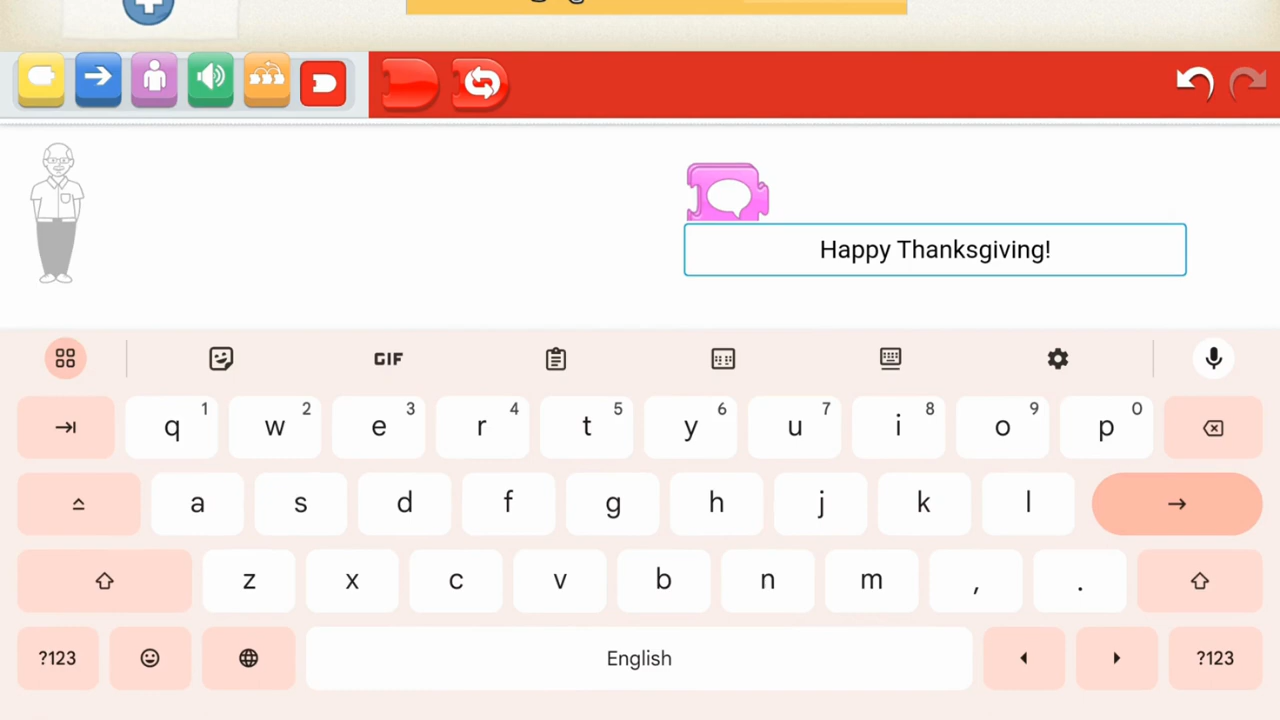 Happy Thanksgiving!
GIF
q 1 w 2 e 3 r 4 t 5 y 6 u 7 i 8 o 9 p 0
a s d f g h j k l
z x c v b n m , .
?123 English ?123